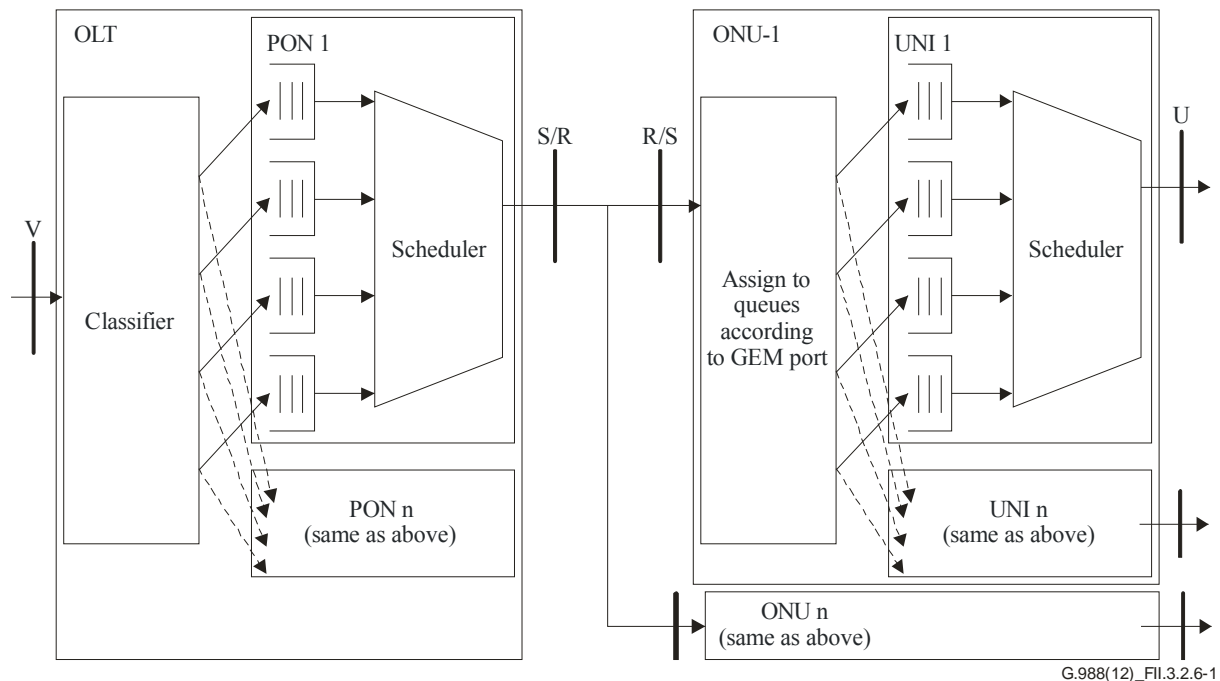 OLT
PON 1
V
Classifier
Scheduler
PON n
(same as above)
S/R
R/S
ONU-1
UNI 1
Assign to
queues
according
to GEM port
Scheduler
U
UNI n
(same as above)
ONU n
(same as above)
G.988(12)_FII.3.2.6-1